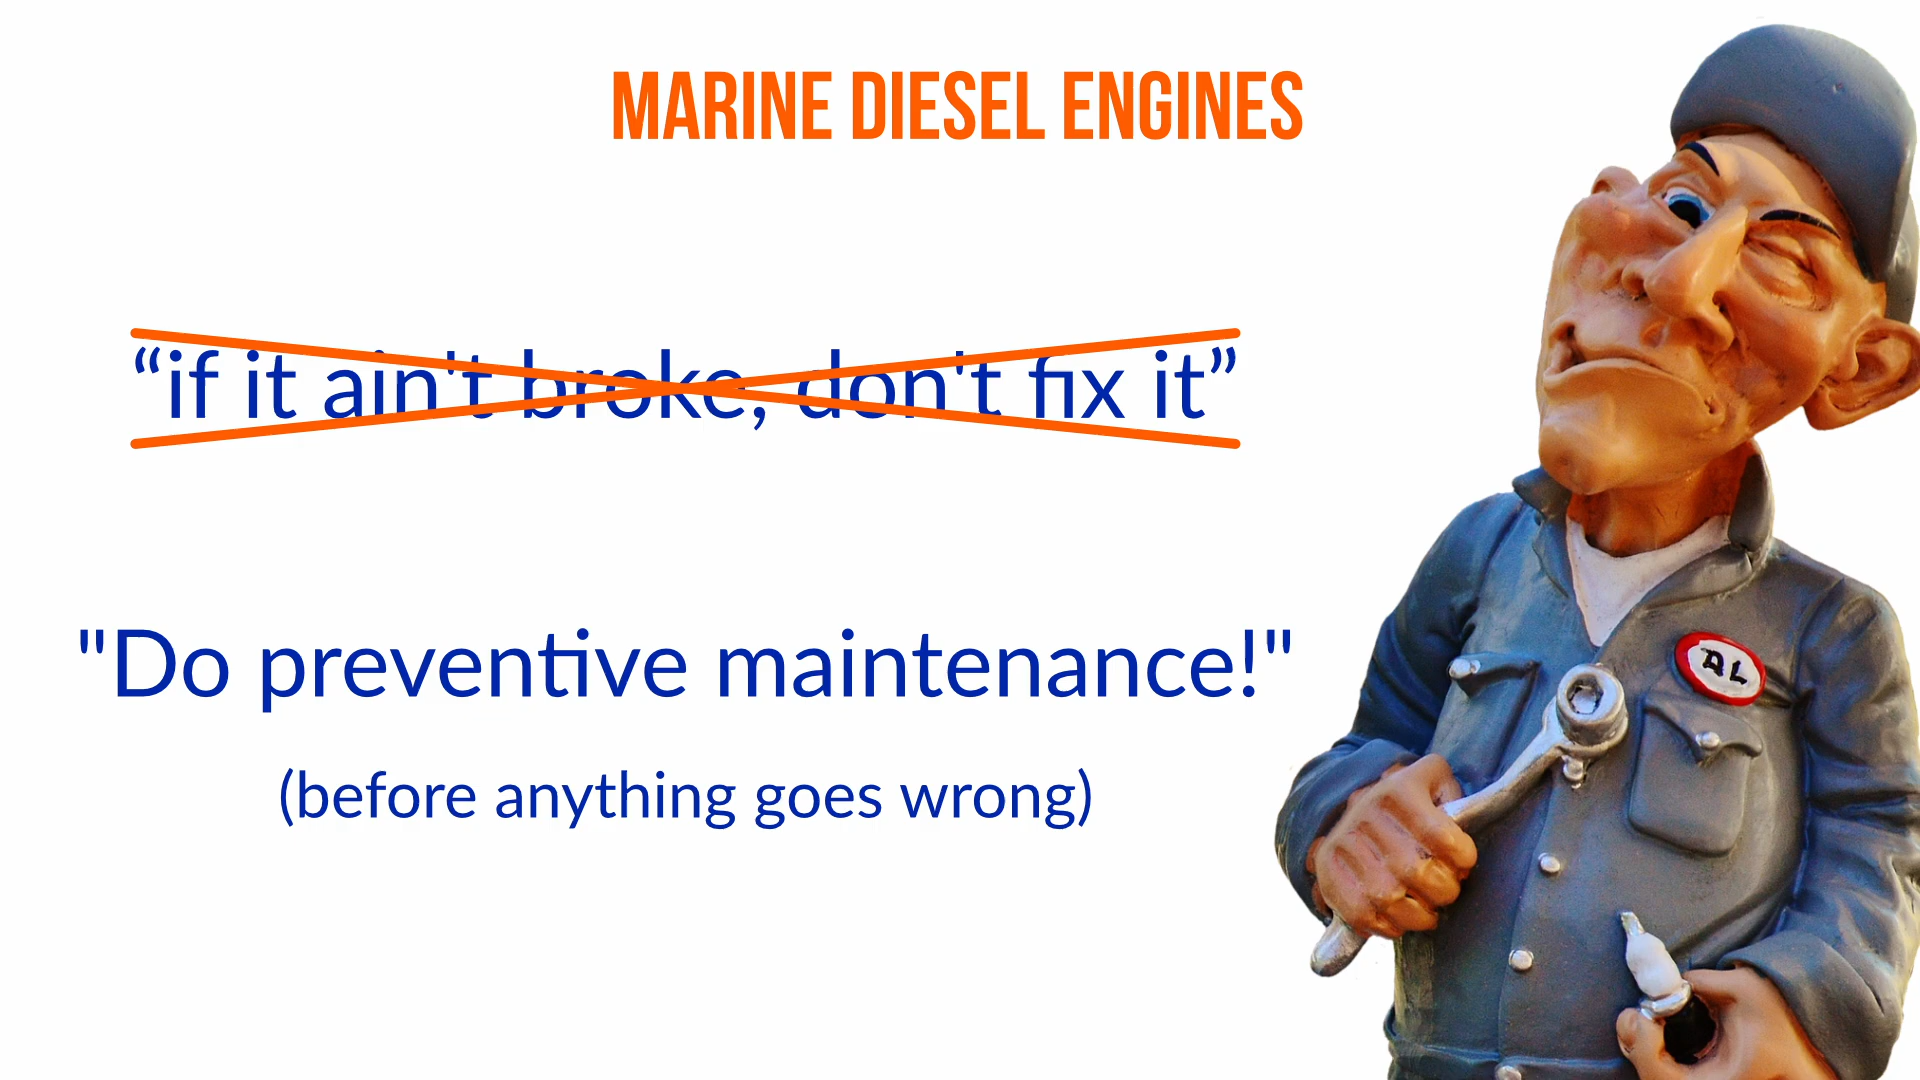 MARINE DIESEL ENGINES
“if it ain't broke, don't fix it”
"Do preventive maintenance!"
(before anything goes wrong)
AL